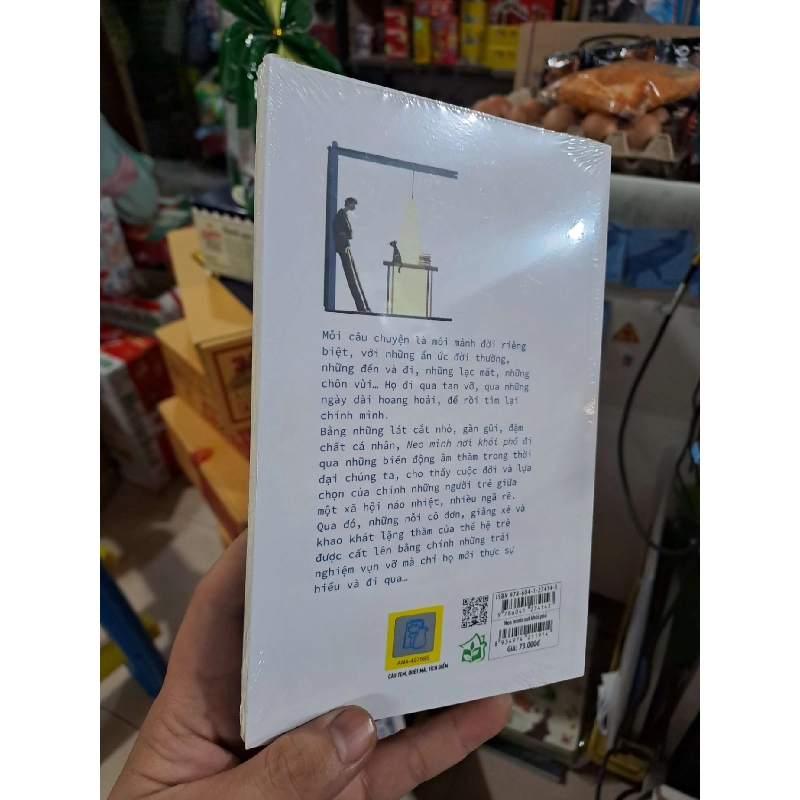 Mỗi câu chuyện là mỗi mảnh đời riêng
biệt, với những ẩn ức đời thường,
những đến và đi, những lạc mất, những
chôn vùi… Họ đi qua tan vỡ, qua những
ngày dài hoang hoải, để rồi tìm lại
chính mình.
Bằng những lát cắt nhỏ, gần gũi, đậm
chất cá nhân, Neo mình nơi khói phố đi
qua những biến động âm thầm trong thời
đại chúng ta, cho thấy cuộc đời và lựa
chọn của chính những người trẻ giữa
một xã hội náo nhiệt, nhiều ngã rẽ.
Qua đó, những nỗi cô đơn, giằng xé và
khao khát lặng thầm của thế hệ trẻ
được cất lên bằng chính những trải
nghiệm vụn vỡ mà chỉ họ mới thực sự
hiểu và đi qua…
CÀO TEM, QUÉT MÃ, TÍCH ĐIỂM
Neo mình nơi khói phố
Giá: 73.000đ